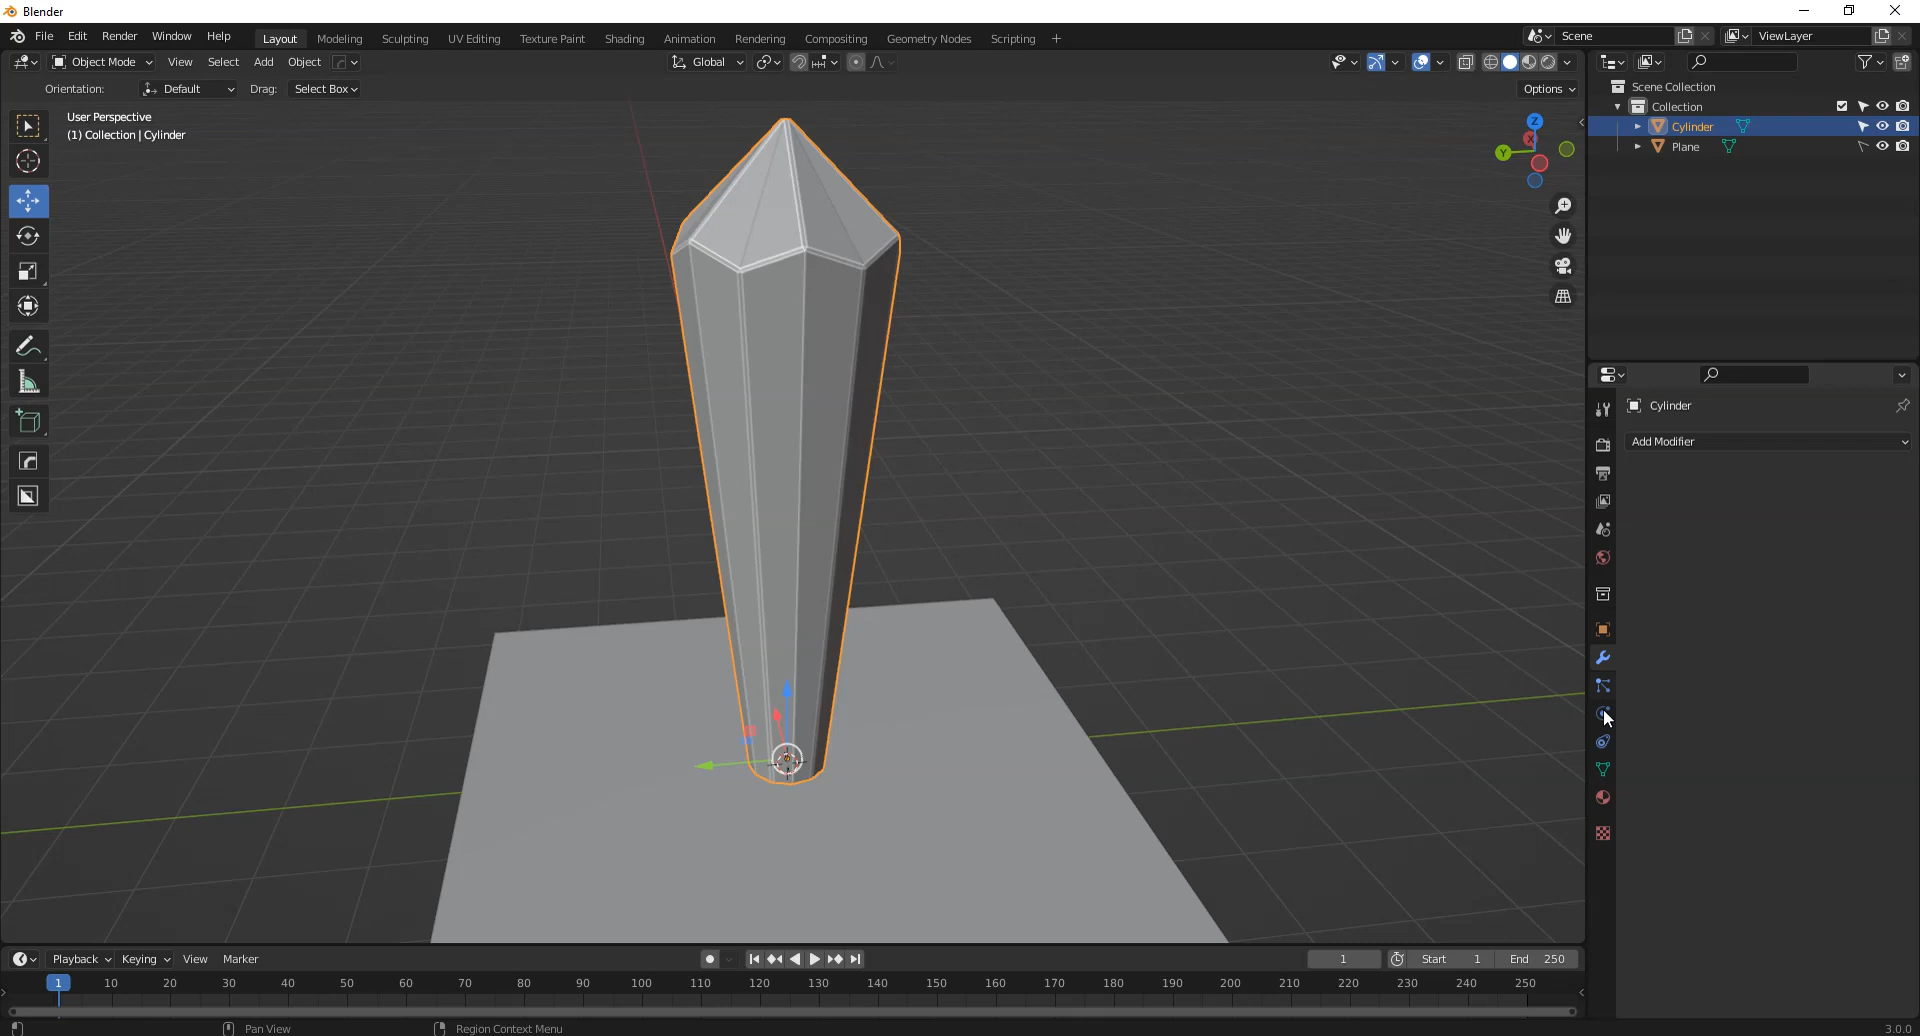 Blender
File Edit Render Window Help
Layout Modeling Sculpting UV Editing Texture Paint Shading Animation Rendering Compositing Geometry Nodes Scripting +
Scene
ViewLayer
Object Mode View Select Add Object
Global
Orientation: Default Drag: Select Box
Options
User Perspective
(1) Collection | Cylinder
Z
X
Y
Scene Collection
Collection
Cylinder
Plane
Cylinder
Add Modifier
Playback Keying View Marker
1
Start 1 End 250
1 10 20 30 40 50 60 70 80 90 100 110 120 130 140 150 160 170 180 190 200 210 220 230 240 250
Pan View
Region Context Menu
3.0.0